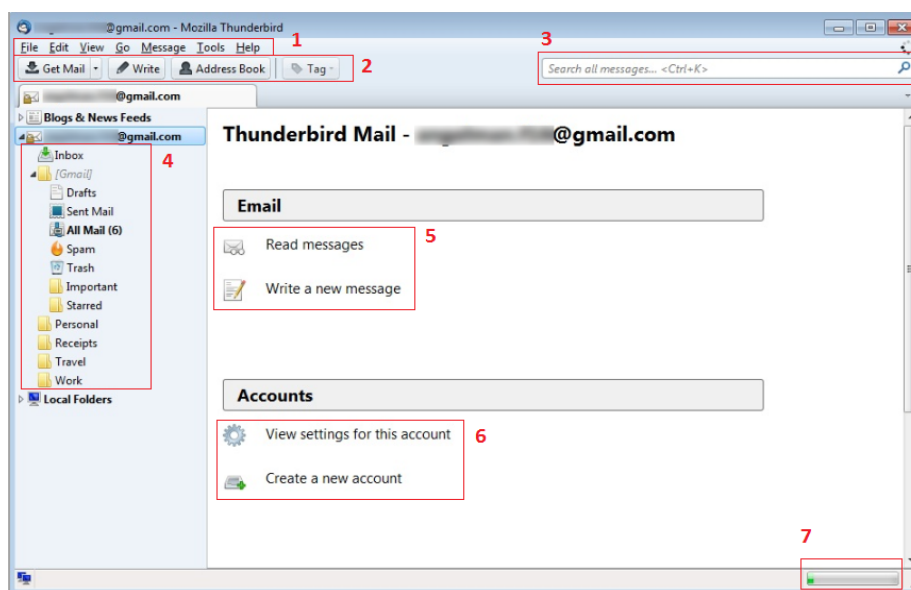 @gmail.com - Mozilla Thunderbird
File Edit View Go Message Tools Help
1
3
Get Mail Write Address Book Tag
2
Search all messages... <Ctrl+K>
@gmail.com
Blogs & News Feeds
@gmail.com
Thunderbird Mail - @gmail.com
Inbox
4
[Gmail]
Drafts
Sent Mail
All Mail (6)
Spam
Trash
Important
Starred
Personal
Receipts
Travel
Work
Local Folders
Email
Read messages
5
Write a new message
Accounts
View settings for this account
6
Create a new account
7